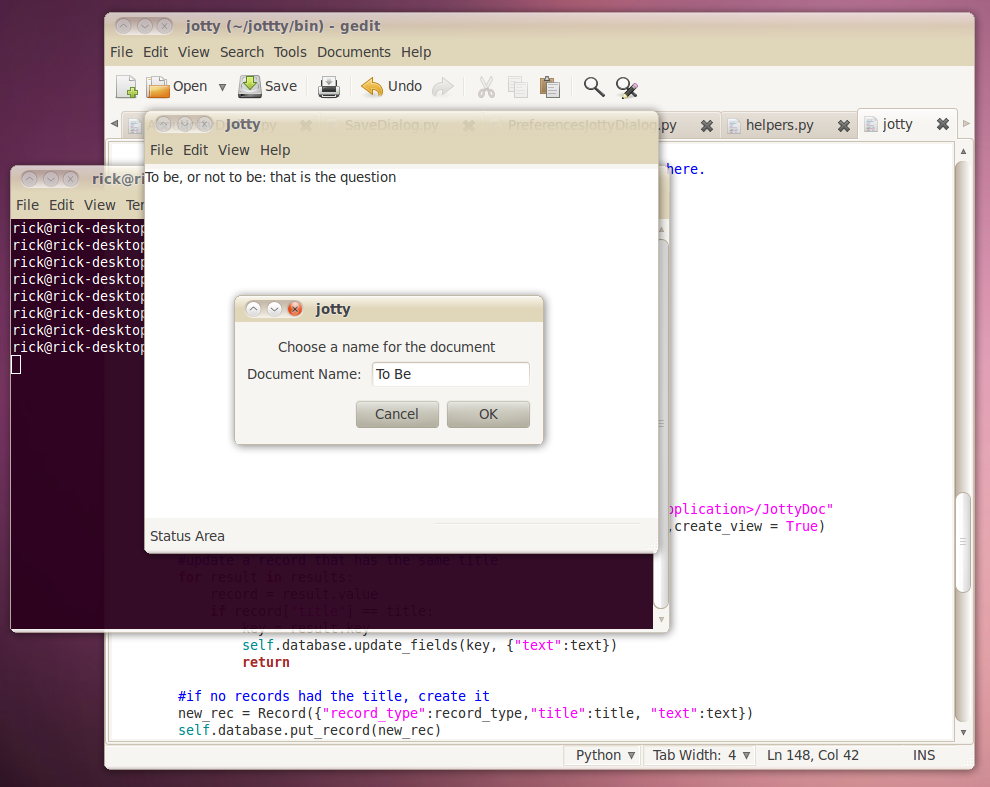 jotty (~/jottty/bin) - gedit
File Edit View Search Tools Documents Help
Open Save Undo
SaveDialog.py PreferencesJottyDialog.py helpers.py jotty
Jotty
File Edit View Help
To be, or not to be: that is the question
here.
rick@ri
File Edit View Ter
rick@rick-desktop
rick@rick-desktop
rick@rick-desktop
rick@rick-desktop
rick@rick-desktop
rick@rick-desktop
rick@rick-desktop
rick@rick-desktop
jotty
Choose a name for the document
Document Name: To Be
Cancel OK
Status Area
pplication>/JottyDoc"
,create_view = True)
#update a record that has the same title
for result in results:
record = result.value
if record["title"] == title:
key = result.key
self.database.update_fields(key, {"text":text})
return
#if no records had the title, create it
new_rec = Record({"record_type":record_type,"title":title, "text":text})
self.database.put_record(new_rec)
Python Tab Width: 4 Ln 148, Col 42 INS